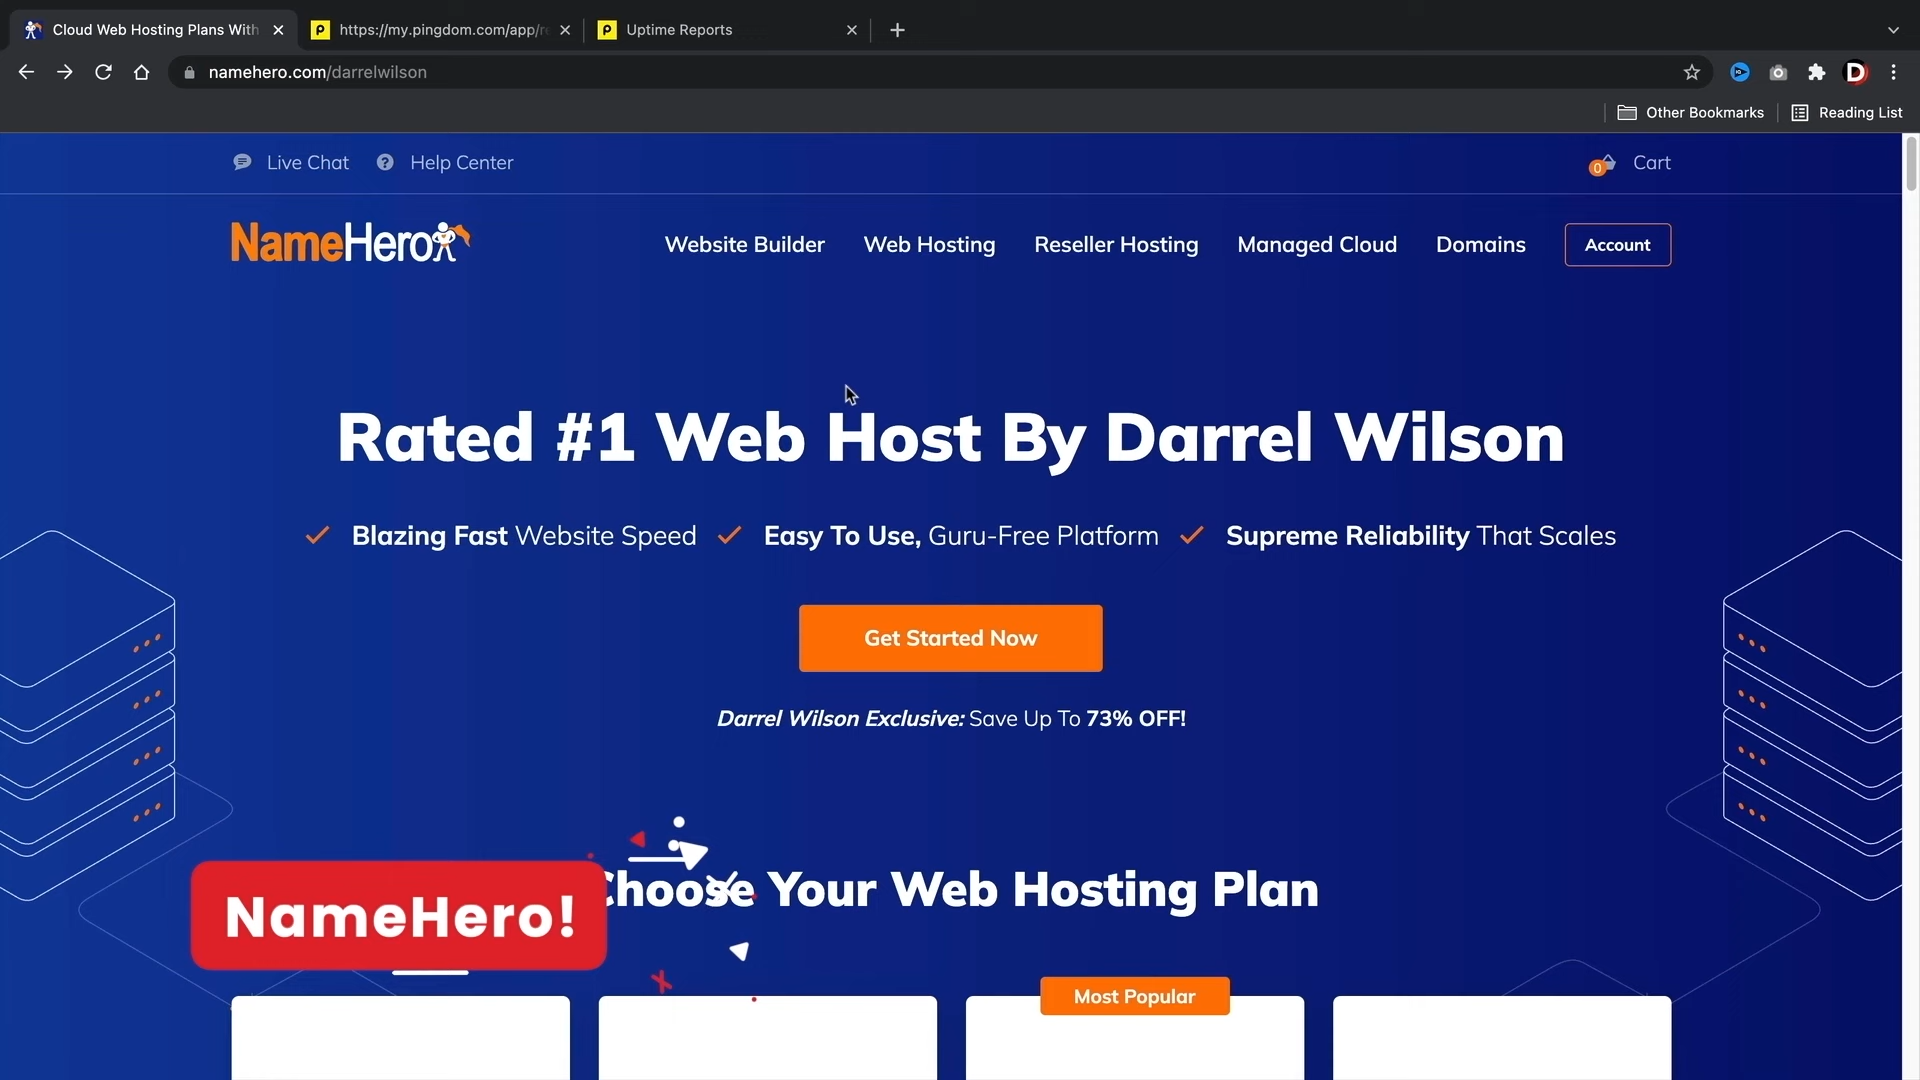 Cloud Web Hosting Plans With
https://my.pingdom.com/app/re
Uptime Reports
namehero.com/darrelwilson
Other Bookmarks
Reading List
Live Chat
Help Center
0
Cart
NameHero
Website Builder
Web Hosting
Reseller Hosting
Managed Cloud
Domains
Account
Rated #1 Web Host By Darrel Wilson
Blazing Fast Website Speed
Easy To Use, Guru-Free Platform
Supreme Reliability That Scales
Get Started Now
Darrel Wilson Exclusive: Save Up To 73% OFF!
Choose Your Web Hosting Plan
NameHero!
Most Popular